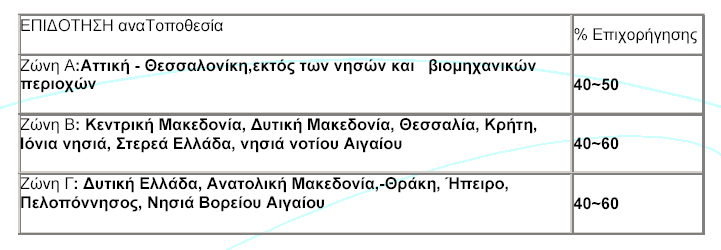 ΕΠΙΔΟΤΗΣΗ αναΤοποθεσία
% Επιχορήγησης
Ζώνη Α:Αττική - Θεσσαλονίκη,εκτός των νησών και βιομηχανικών
περιοχών
40~50
Ζώνη Β: Κεντρική Μακεδονία, Δυτική Μακεδονία, Θεσσαλία, Κρήτη,
Ιόνια νησιά, Στερεά Ελλάδα, νησιά νοτίου Αιγαίου
40~60
Ζώνη Γ: Δυτική Ελλάδα, Ανατολική Μακεδονία,-Θράκη, Ήπειρο,
Πελοπόννησος, Νησιά Βορείου Αιγαίου
40~60